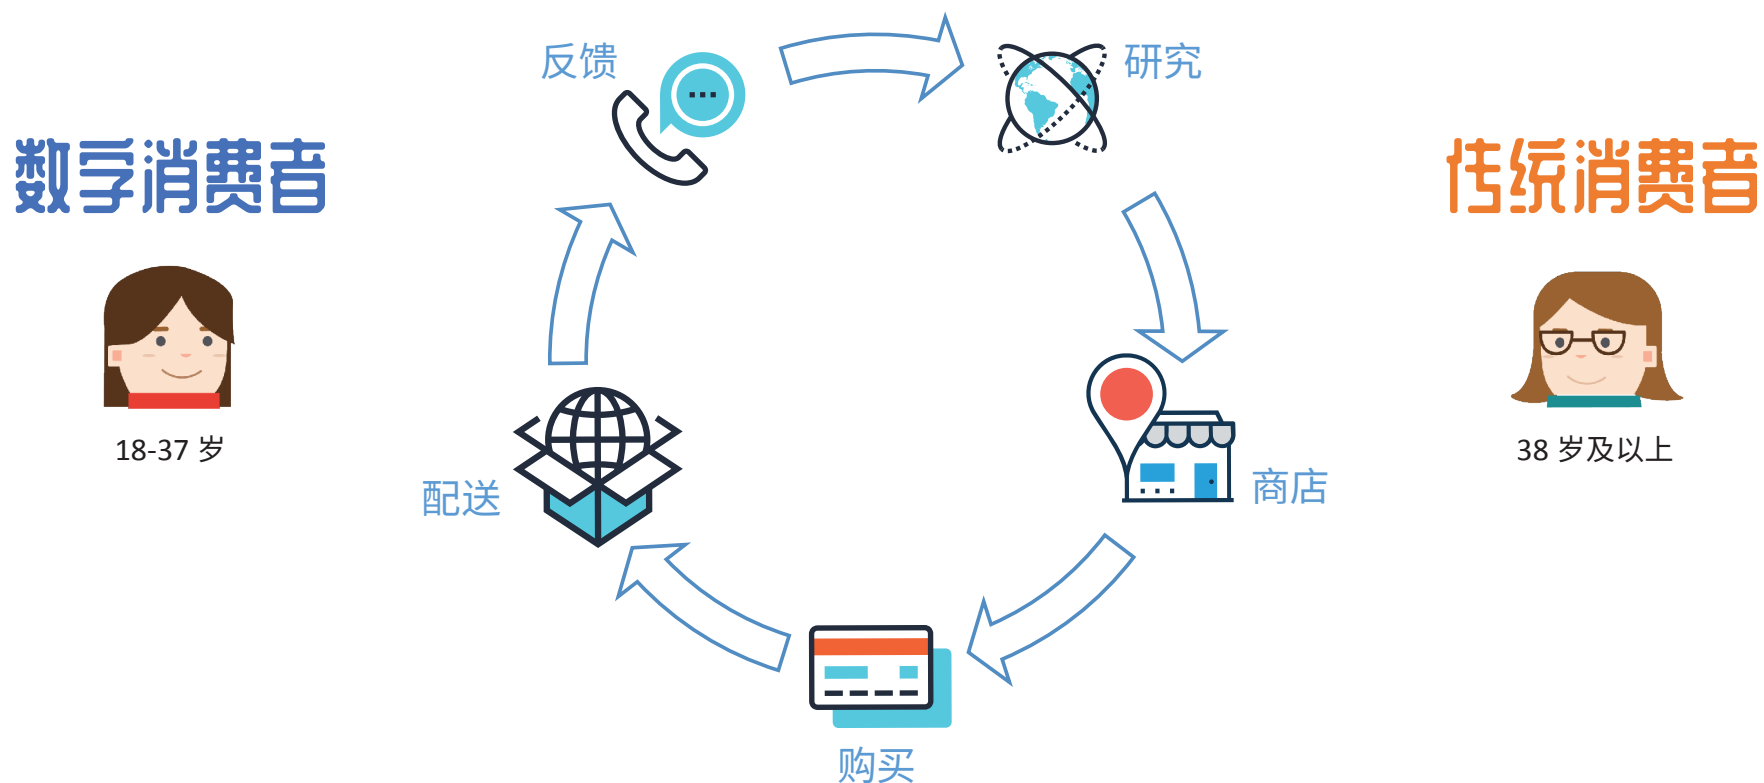 反馈
研究
数字消费者
传统消费者
18-37 岁
38 岁及以上
配送
商店
购买